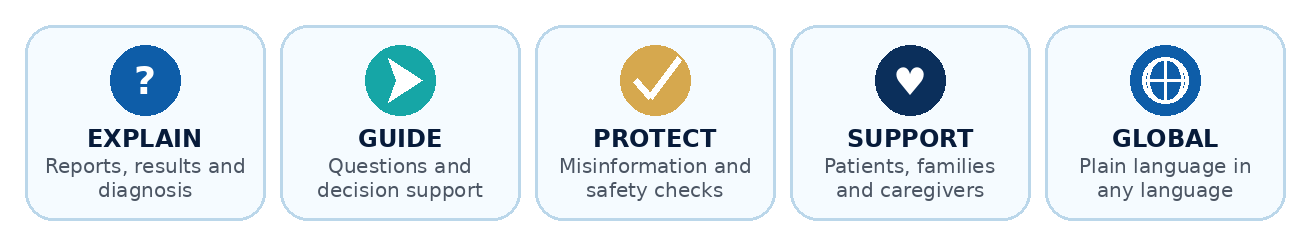 ?
EXPLAIN
Reports, results and
diagnosis
GUIDE
Questions and
decision support
PROTECT
Misinformation and
safety checks
SUPPORT
Patients, families
and caregivers
GLOBAL
Plain language in
any language